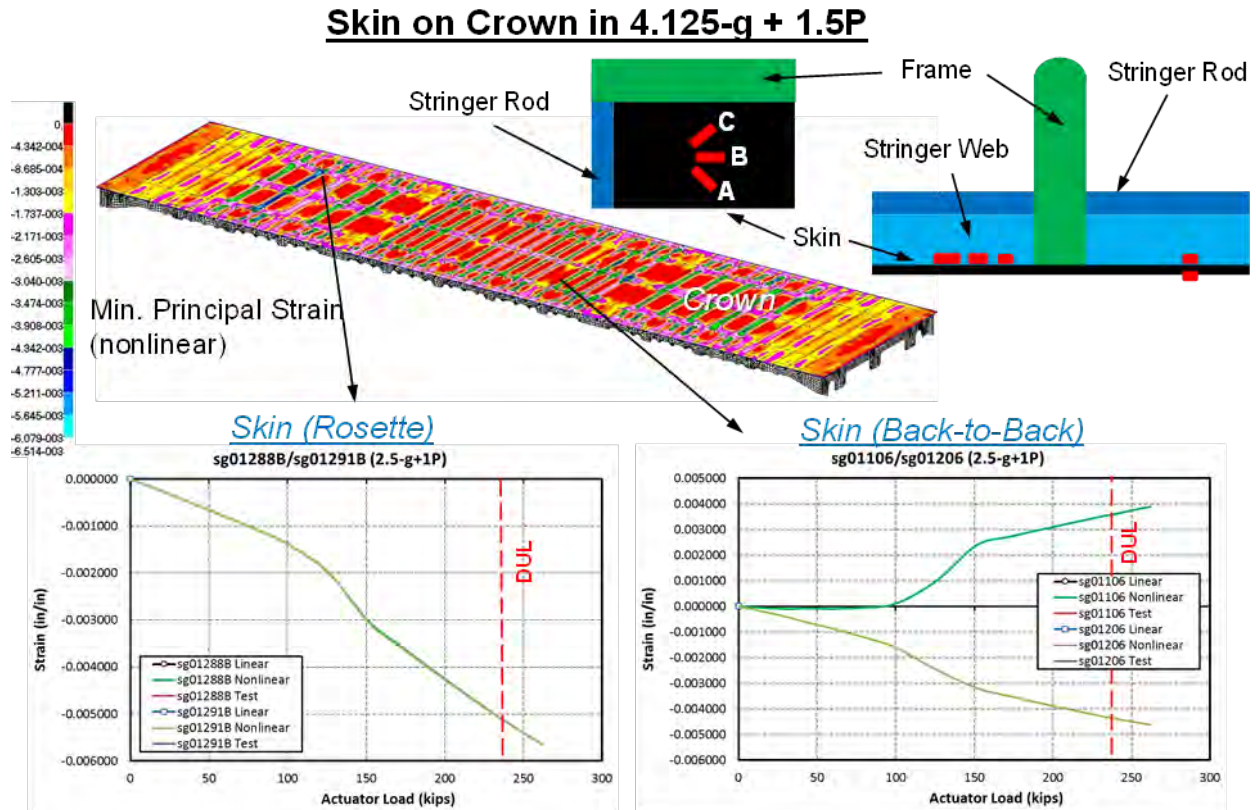 Skin on Crown in 4.125-g + 1.5P
Frame
Stringer Rod
Stringer Rod
C
B
A
Stringer Web
Skin
0.
-4.342-004
-8.685-004
-1.303-003
-1.737-003
-2.171-003
-2.605-003
-3.040-003
-3.474-003
-3.908-003
-4.342-003
-4.777-003
-5.211-003
-5.645-003
-6.079-003
-6.514-003
Min. Principal Strain
(nonlinear)
Crown
Skin (Rosette)
sg01288B/sg01291B (2.5-g+1P)
0.000000
-0.001000
-0.002000
-0.003000
-0.004000
-0.005000
-0.006000
Strain (in/in)
DUL
sg01288B Linear
sg01288B Nonlinear
sg01288B Test
sg01291B Linear
sg01291B Nonlinear
sg01291B Test
0 50 100 150 200 250 300
Actuator Load (kips)
Skin (Back-to-Back)
sg01106/sg01206 (2.5-g+1P)
0.005000
0.004000
0.003000
0.002000
0.001000
0.000000
-0.001000
-0.002000
-0.003000
-0.004000
-0.005000
-0.006000
Strain (in/in)
DUL
sg01106 Linear
sg01106 Nonlinear
sg01106 Test
sg01206 Linear
sg01206 Nonlinear
sg01206 Test
0 50 100 150 200 250 300
Actuator Load (kips)